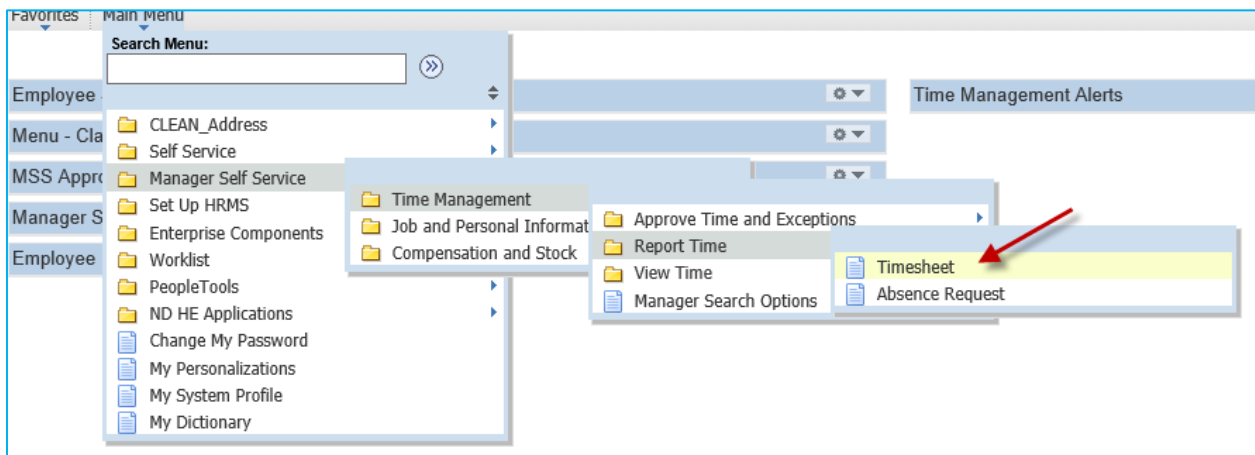 Favorites Main Menu
Search Menu:
Employee
Time Management Alerts
Menu - Cla
MSS Appro
Manager S
Employee
CLEAN_Address
Self Service
Manager Self Service
Set Up HRMS
Enterprise Components
Worklist
PeopleTools
ND HE Applications
Change My Password
My Personalizations
My System Profile
My Dictionary
Time Management
Job and Personal Informat
Compensation and Stock
Approve Time and Exceptions
Report Time
View Time
Manager Search Options
Timesheet
Absence Request